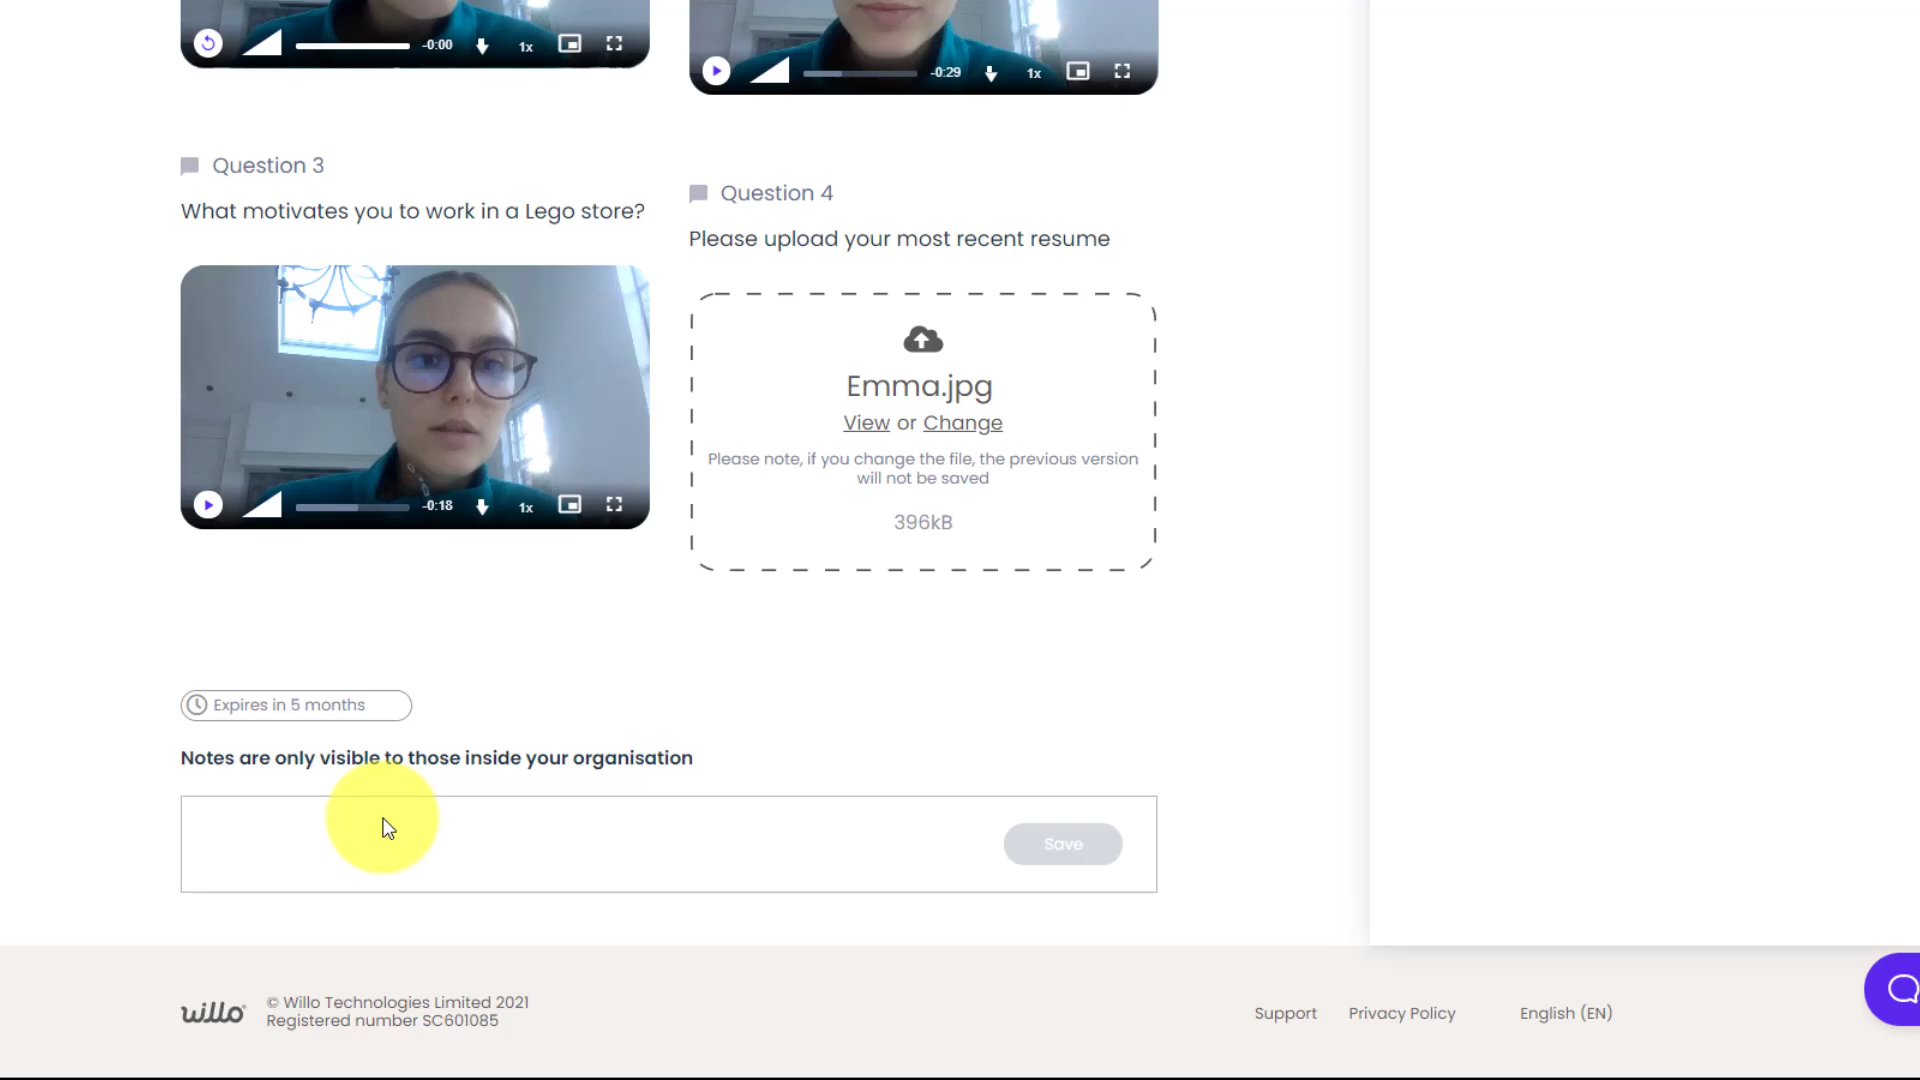 -0:00
1x
-0:29
1x
Question 3
What motivates you to work in a Lego store?
-0:18
1x
Question 4
Please upload your most recent resume
Emma.jpg
View or Change
Please note, if you change the file, the previous version
will not be saved
396kB
Expires in 5 months
Notes are only visible to those inside your organisation
Save
willo
© Willo Technologies Limited 2021
Registered number SC601085
Support
Privacy Policy
English (EN)